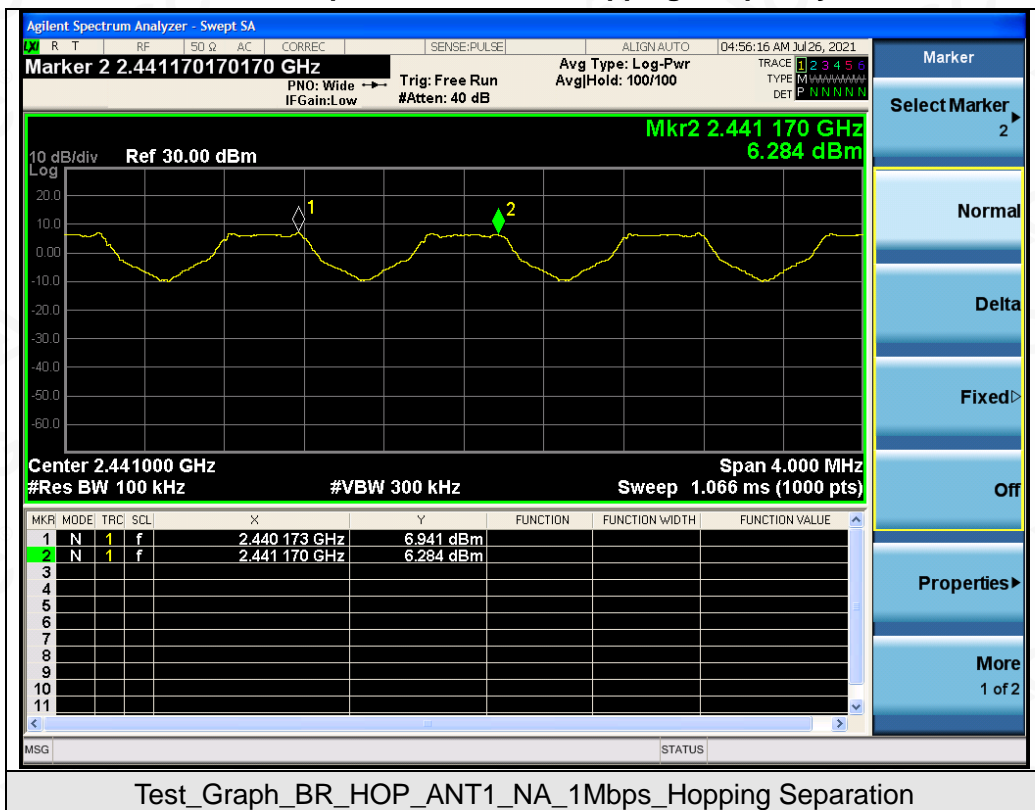 Agilent Spectrum Analyzer - Swept SA
LXI R T RF 50 Ω AC CORREC SENSE:PULSE ALIGN AUTO 04:56:16 AM Jul 26, 2021
Marker 2 2.441170170170 GHz
PNO: Wide
IFGain:Low
Trig: Free Run
#Atten: 40 dB
Avg Type: Log-Pwr
Avg|Hold: 100/100
TRACE 1 2 3 4 5 6
TYPE M WWWWW
DET P N N N N N
Mkr2 2.441 170 GHz
6.284 dBm
10 dB/div Ref 30.00 dBm
Log
20.0
10.0
0.00
-10.0
-20.0
-30.0
-40.0
-50.0
-60.0
1
2
Center 2.441000 GHz Span 4.000 MHz
#Res BW 100 kHz #VBW 300 kHz Sweep 1.066 ms (1000 pts)
MKR MODE TRC SCL X Y FUNCTION FUNCTION WIDTH FUNCTION VALUE
1 N 1 f 2.440 173 GHz 6.941 dBm
2 N 1 f 2.441 170 GHz 6.284 dBm
3
4
5
6
7
8
9
10
11
MSG STATUS
Marker
Select Marker
2
Normal
Delta
Fixed
Off
Properties
More
1 of 2
Test_Graph_BR_HOP_ANT1_NA_1Mbps_Hopping Separation